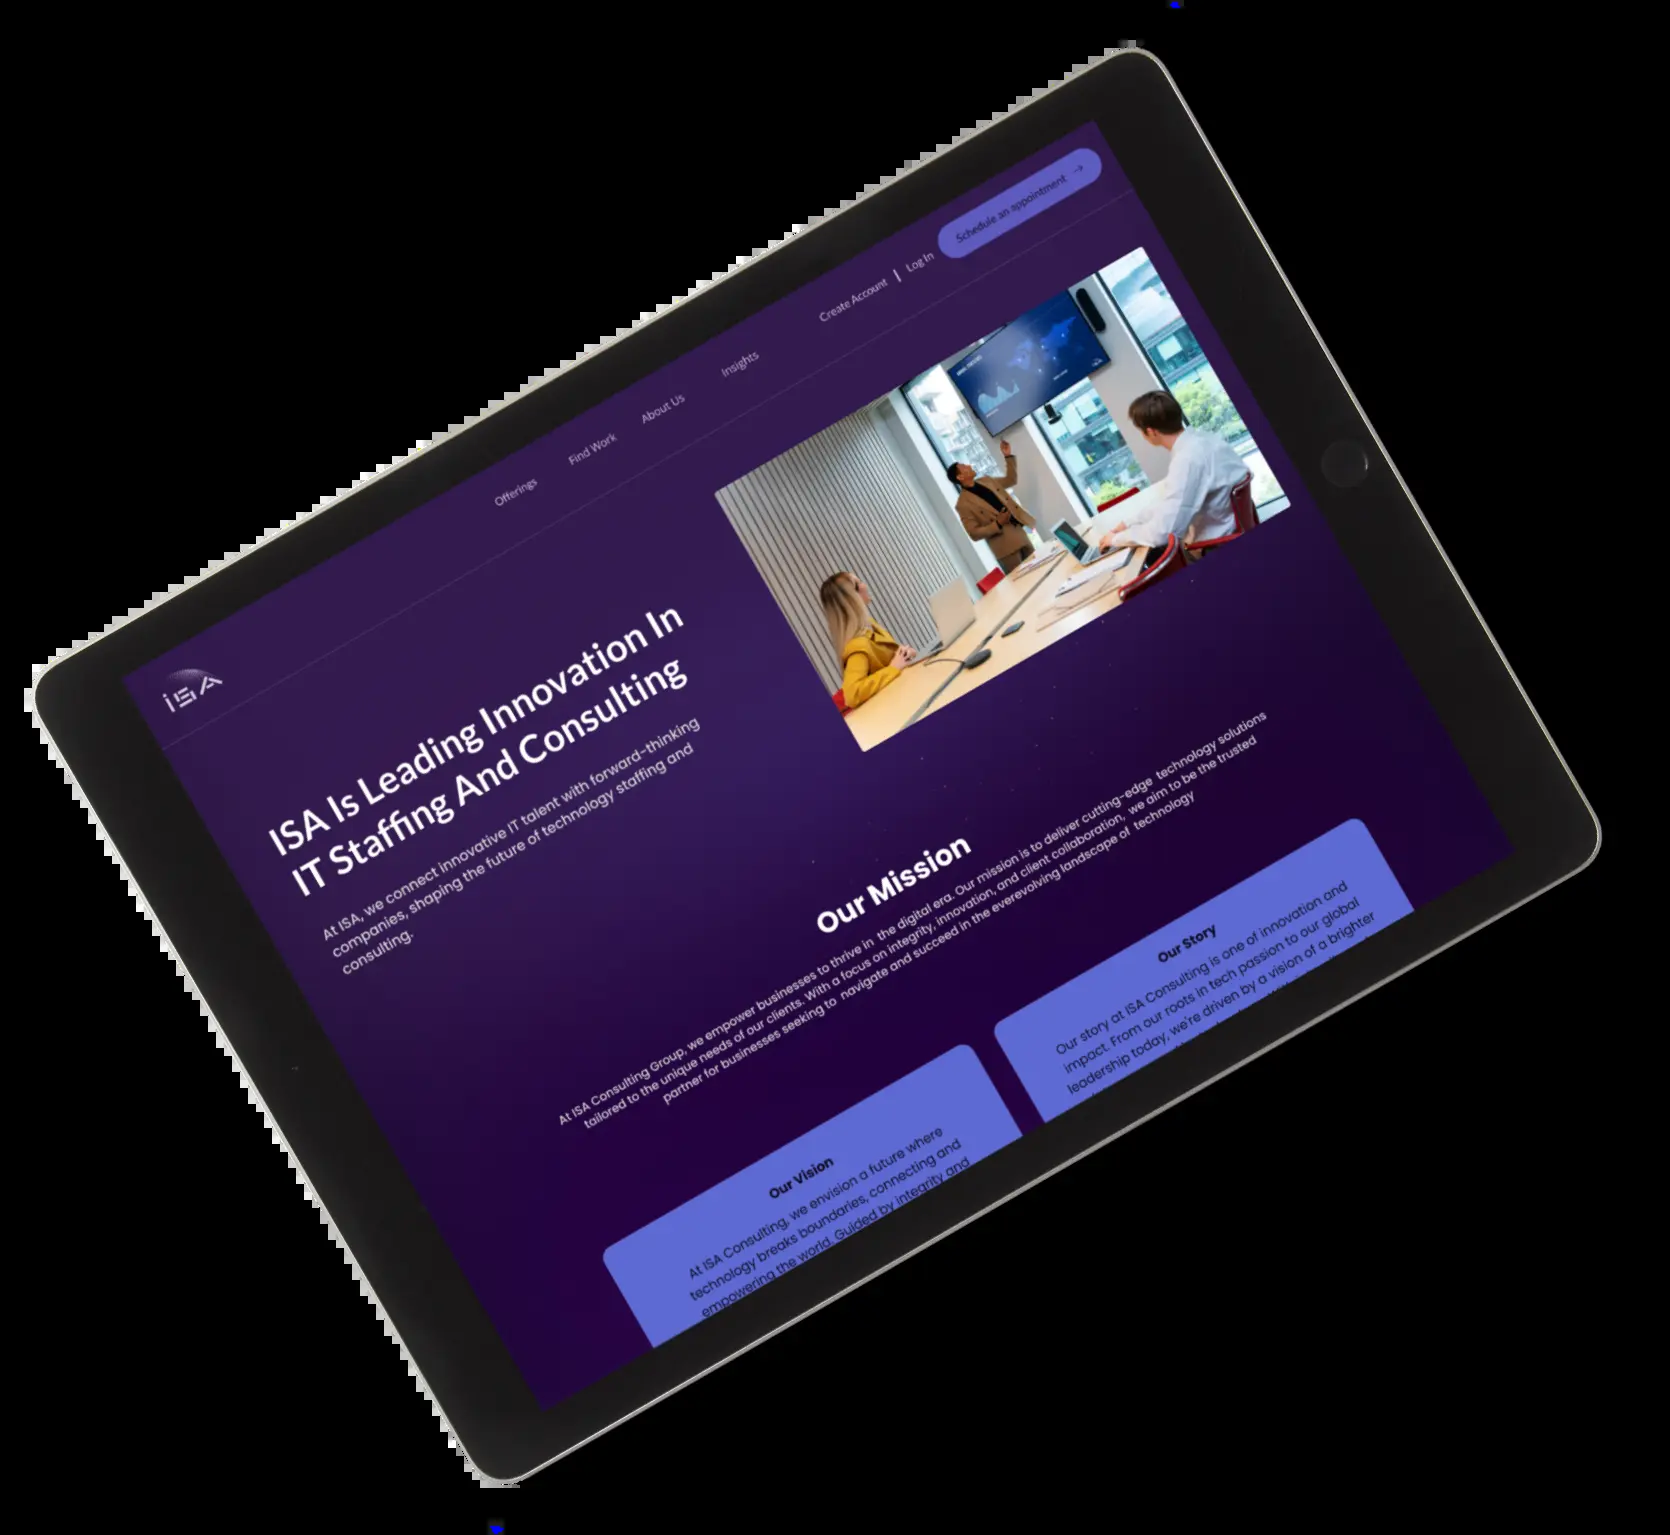 iSA
Offerings
Find Work
About Us
Insights
Create Account | Log In
Schedule an appointment →
ISA Is Leading Innovation In
IT Staffing And Consulting
At ISA, we connect innovative IT talent with forward-thinking
companies, shaping the future of technology staffing and
consulting.
Our Mission
At ISA Consulting Group, we empower businesses to thrive in the digital era. Our mission is to deliver cutting-edge technology solutions
tailored to the unique needs of our clients. With a focus on integrity, innovation, and client collaboration, we aim to be the trusted
partner for businesses seeking to navigate and succeed in the everevolving landscape of technology
Our Vision
At ISA Consulting, we envision a future where
technology breaks boundaries, connecting and
empowering the world. Guided by integrity and
Our Story
Our story at ISA Consulting is one of innovation and
impact. From our roots in tech passion to our global
leadership today, we're driven by a vision of a brighter